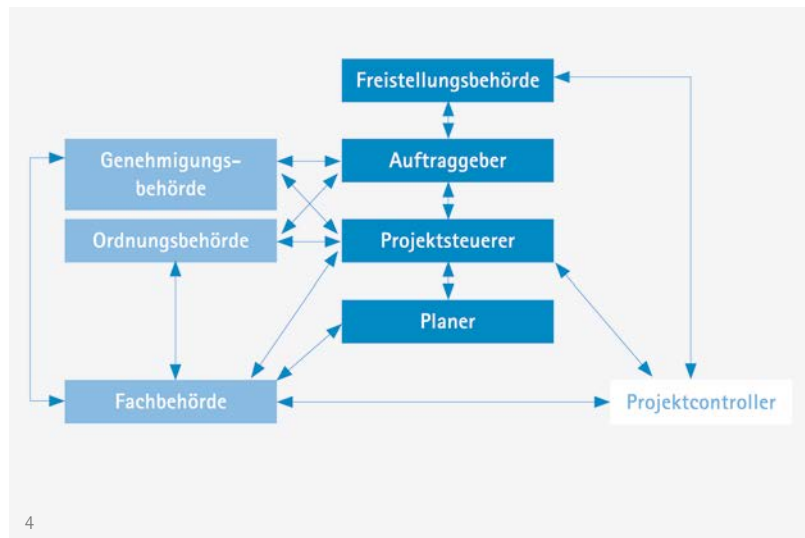 Freistellungsbehörde
Genehmigungs-
behörde
Auftraggeber
Ordnungsbehörde
Projektsteuerer
Planer
Fachbehörde
Projektcontroller
4